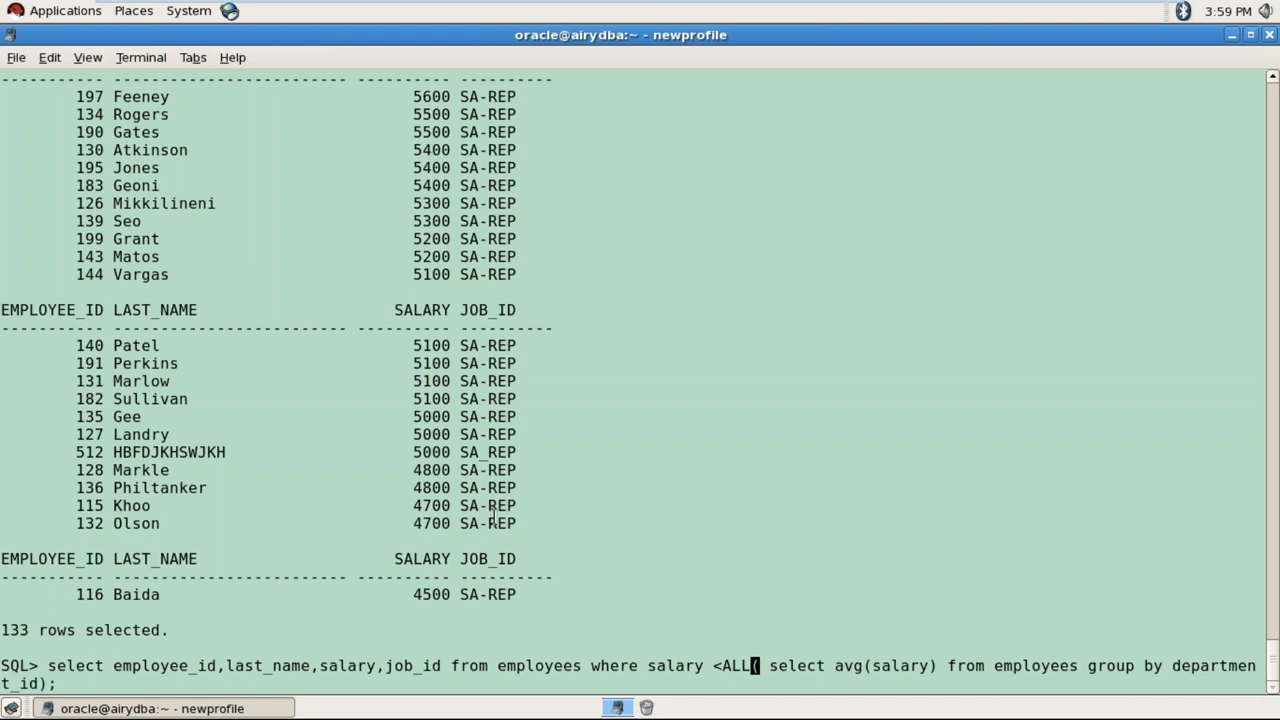 Applications Places System 3:59 PM
oracle@airydba:~ - newprofile
File Edit View Terminal Tabs Help
----------- ------------------------- ---------- ----------
197 Feeney 5600 SA-REP
134 Rogers 5500 SA-REP
190 Gates 5500 SA-REP
130 Atkinson 5400 SA-REP
195 Jones 5400 SA-REP
183 Geoni 5400 SA-REP
126 Mikkilineni 5300 SA-REP
139 Seo 5300 SA-REP
199 Grant 5200 SA-REP
143 Matos 5200 SA-REP
144 Vargas 5100 SA-REP
EMPLOYEE_ID LAST_NAME SALARY JOB_ID
----------- ------------------------- ---------- ----------
140 Patel 5100 SA-REP
191 Perkins 5100 SA-REP
131 Marlow 5100 SA-REP
182 Sullivan 5100 SA-REP
135 Gee 5000 SA-REP
127 Landry 5000 SA-REP
512 HBFDJKHSWJKH 5000 SA_REP
128 Markle 4800 SA-REP
136 Philtanker 4800 SA-REP
115 Khoo 4700 SA-REP
132 Olson 4700 SA-REP
EMPLOYEE_ID LAST_NAME SALARY JOB_ID
----------- ------------------------- ---------- ----------
116 Baida 4500 SA-REP
133 rows selected.
SQL> select employee_id,last_name,salary,job_id from employees where salary <ALL( select avg(salary) from employees group by departmen
t_id);
oracle@airydba:~ - newprofile